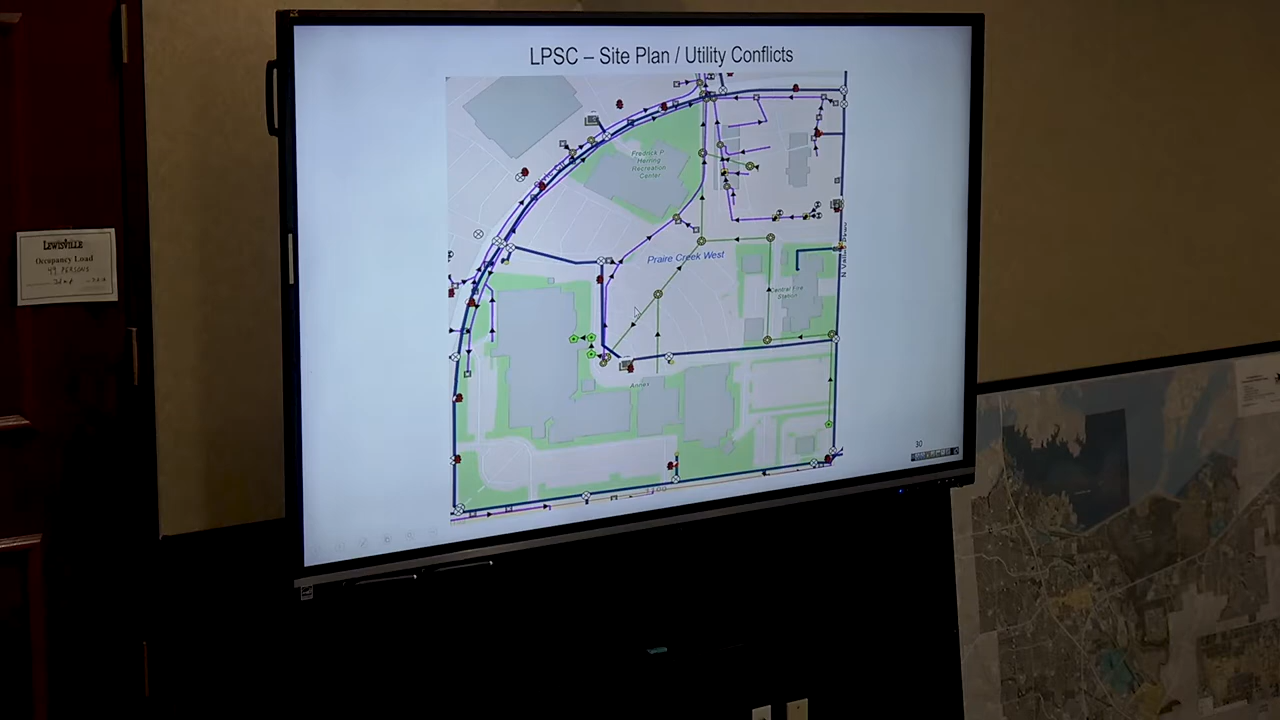 LPSC – Site Plan / Utility Conflicts
Fredrick P
Herring
Recreation
Center
Praire Creek West
Central Fire
Station
Annex
30
LEWISVILLE
Occupancy Load
49 PERSONS